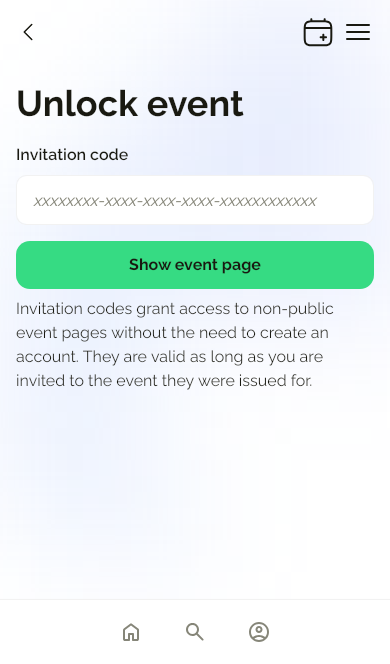 Unlock event
Invitation code
xxxxxxxx-xxxx-xxxx-xxxx-xxxxxxxxxxxx
Show event page
Invitation codes grant access to non-public
event pages without the need to create an
account. They are valid as long as you are
invited to the event they were issued for.